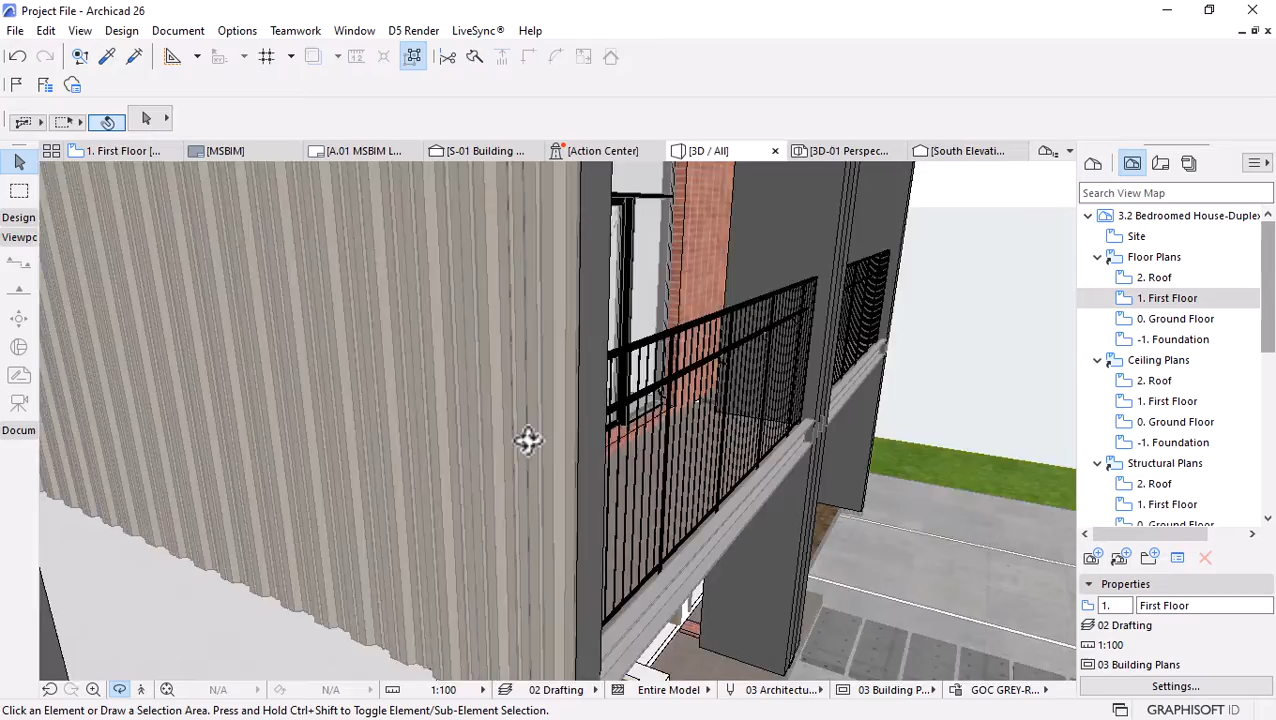 Project File - Archicad 26
File Edit View Design Document Options Teamwork Window D5 Render LiveSync® Help
1. First Floor [... [MSBIM] [A.01 MSBIM L... [S-01 Building ... [Action Center] [3D / All] [3D-01 Perspec... [South Elevati...
Design
Viewpc
Docum
Search View Map
3.2 Bedroomed House-Duplex
Site
Floor Plans
2. Roof
1. First Floor
0. Ground Floor
-1. Foundation
Ceiling Plans
2. Roof
1. First Floor
0. Ground Floor
-1. Foundation
Structural Plans
2. Roof
1. First Floor
0. Ground Floor
Properties
1. First Floor
02 Drafting
1:100
03 Building Plans
Settings...
N/A N/A 1:100 02 Drafting Entire Model 03 Architectu... 03 Building P... GOC GREY-R...
Click an Element or Draw a Selection Area. Press and Hold Ctrl+Shift to Toggle Element/Sub-Element Selection.
GRAPHISOFT ID